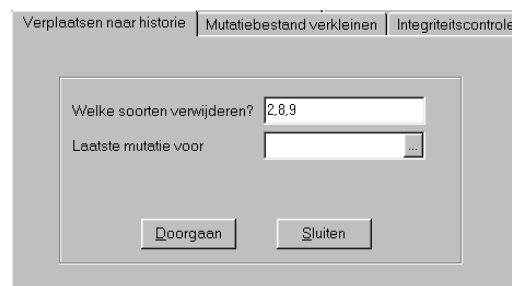 Verplaatsen naar historie Mutatiebestand verkleinen Integriteitscontrole
Welke soorten verwijderen? 2,8,9
Laatste mutatie voor ...
Doorgaan Sluiten